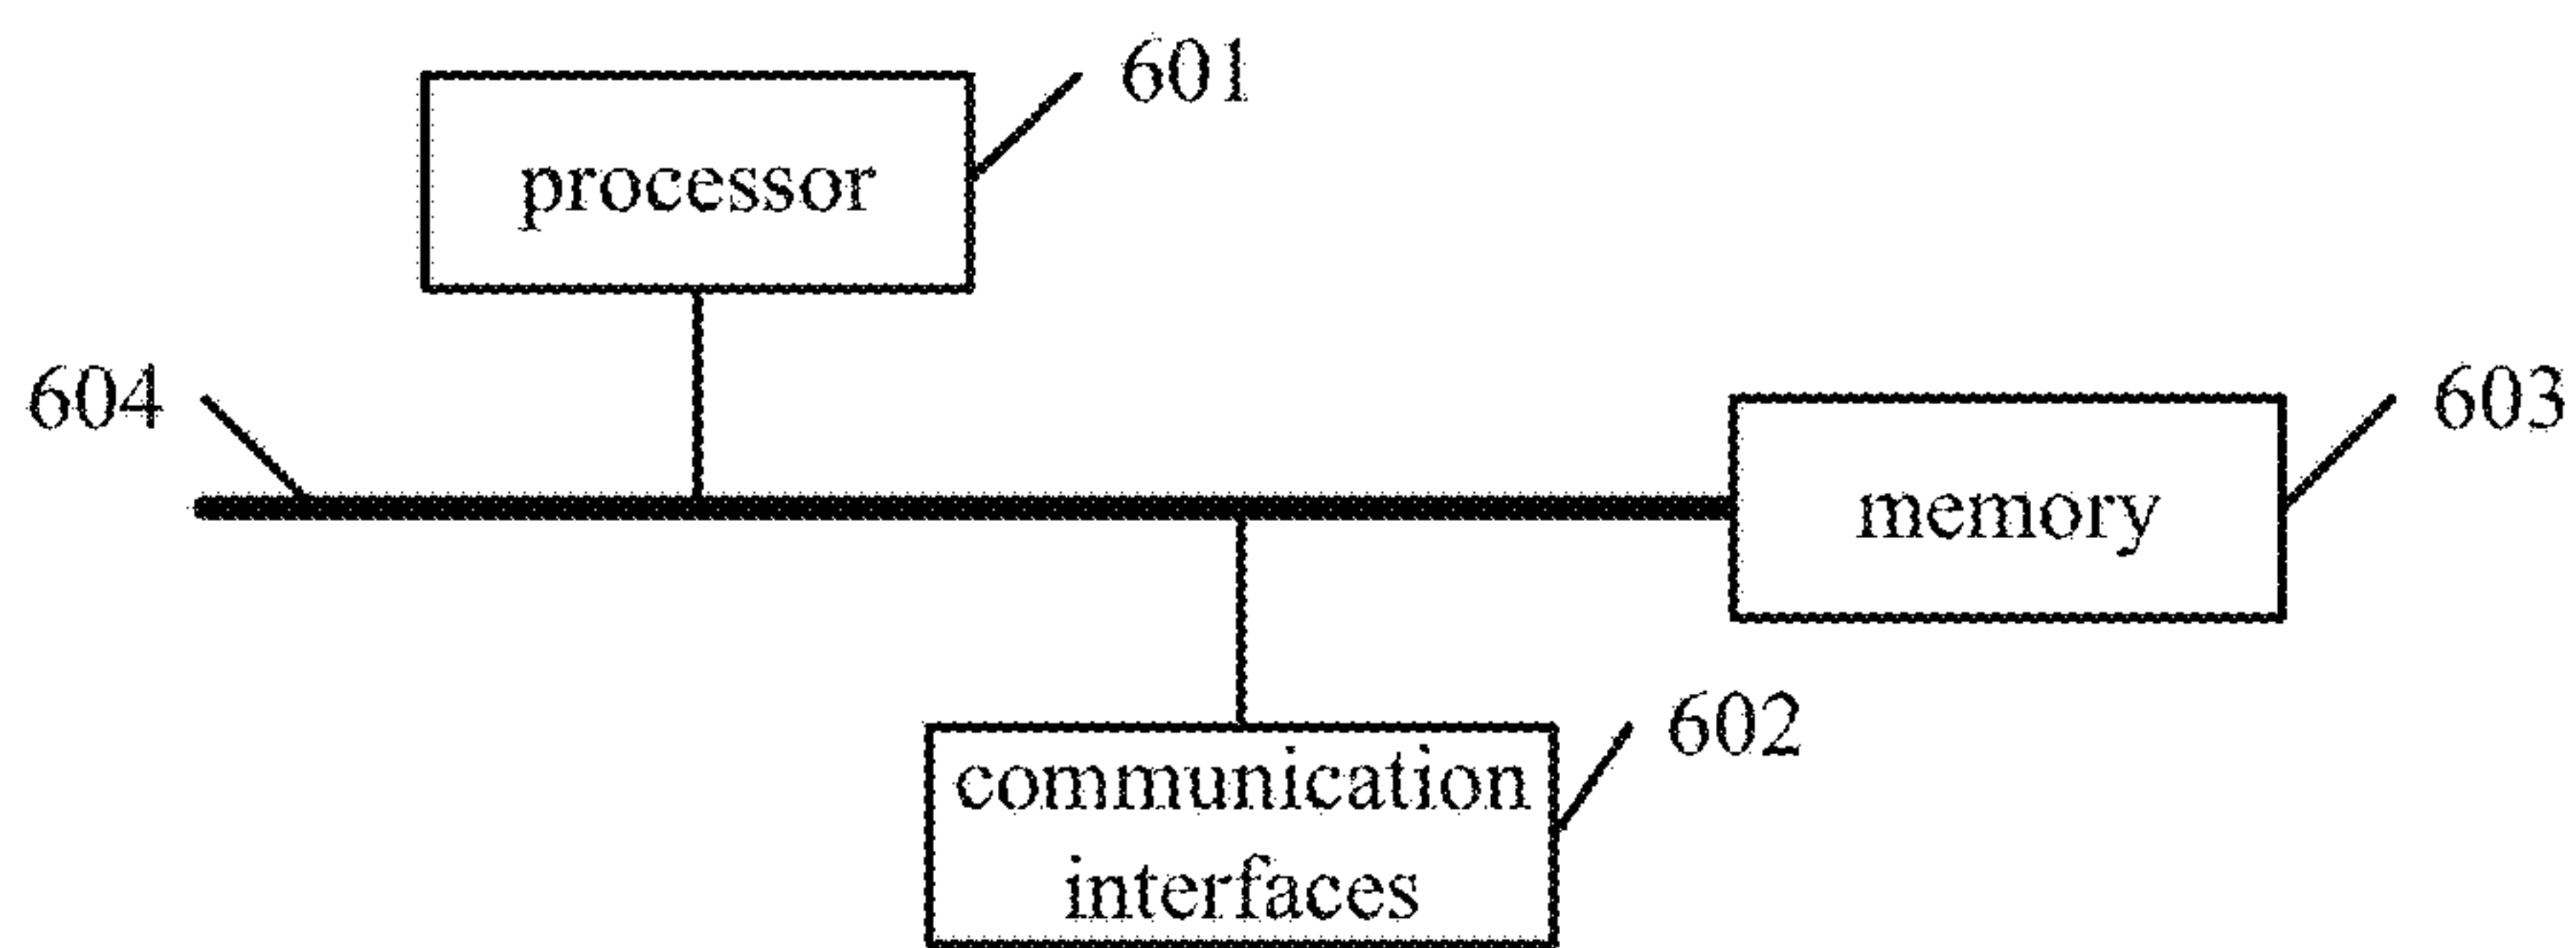 601
processor
604
603
memory
602
communication
interfaces